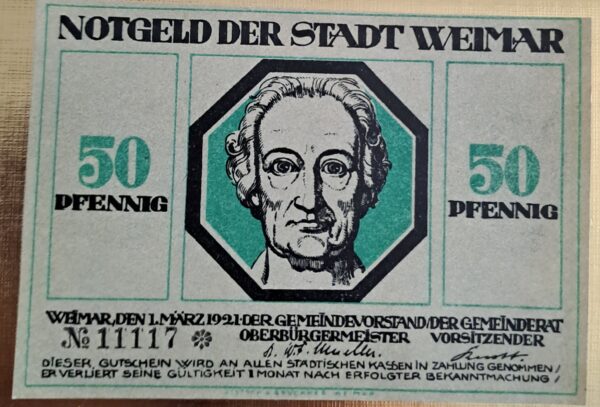 NOTGELD DER STADT WEIMAR
50
PFENNIG
50
PFENNIG
WEIMAR, DEN 1. MÄRZ 1921·DER GEMEINDEVORSTAND/DER GEMEINDERAT
№ 11117 OBERBÜRGERMEISTER VORSITZENDER
DIESER, GUTSCHEIN WIRD AN ALLEN STÄDTISCHEN KASSEN IN ZAHLUNG GENOMMEN/
ER VERLIERT SEINE GÜLTIGKEIT 1 MONAT NACH ERFOLGTER BEKANNTMACHUNG/